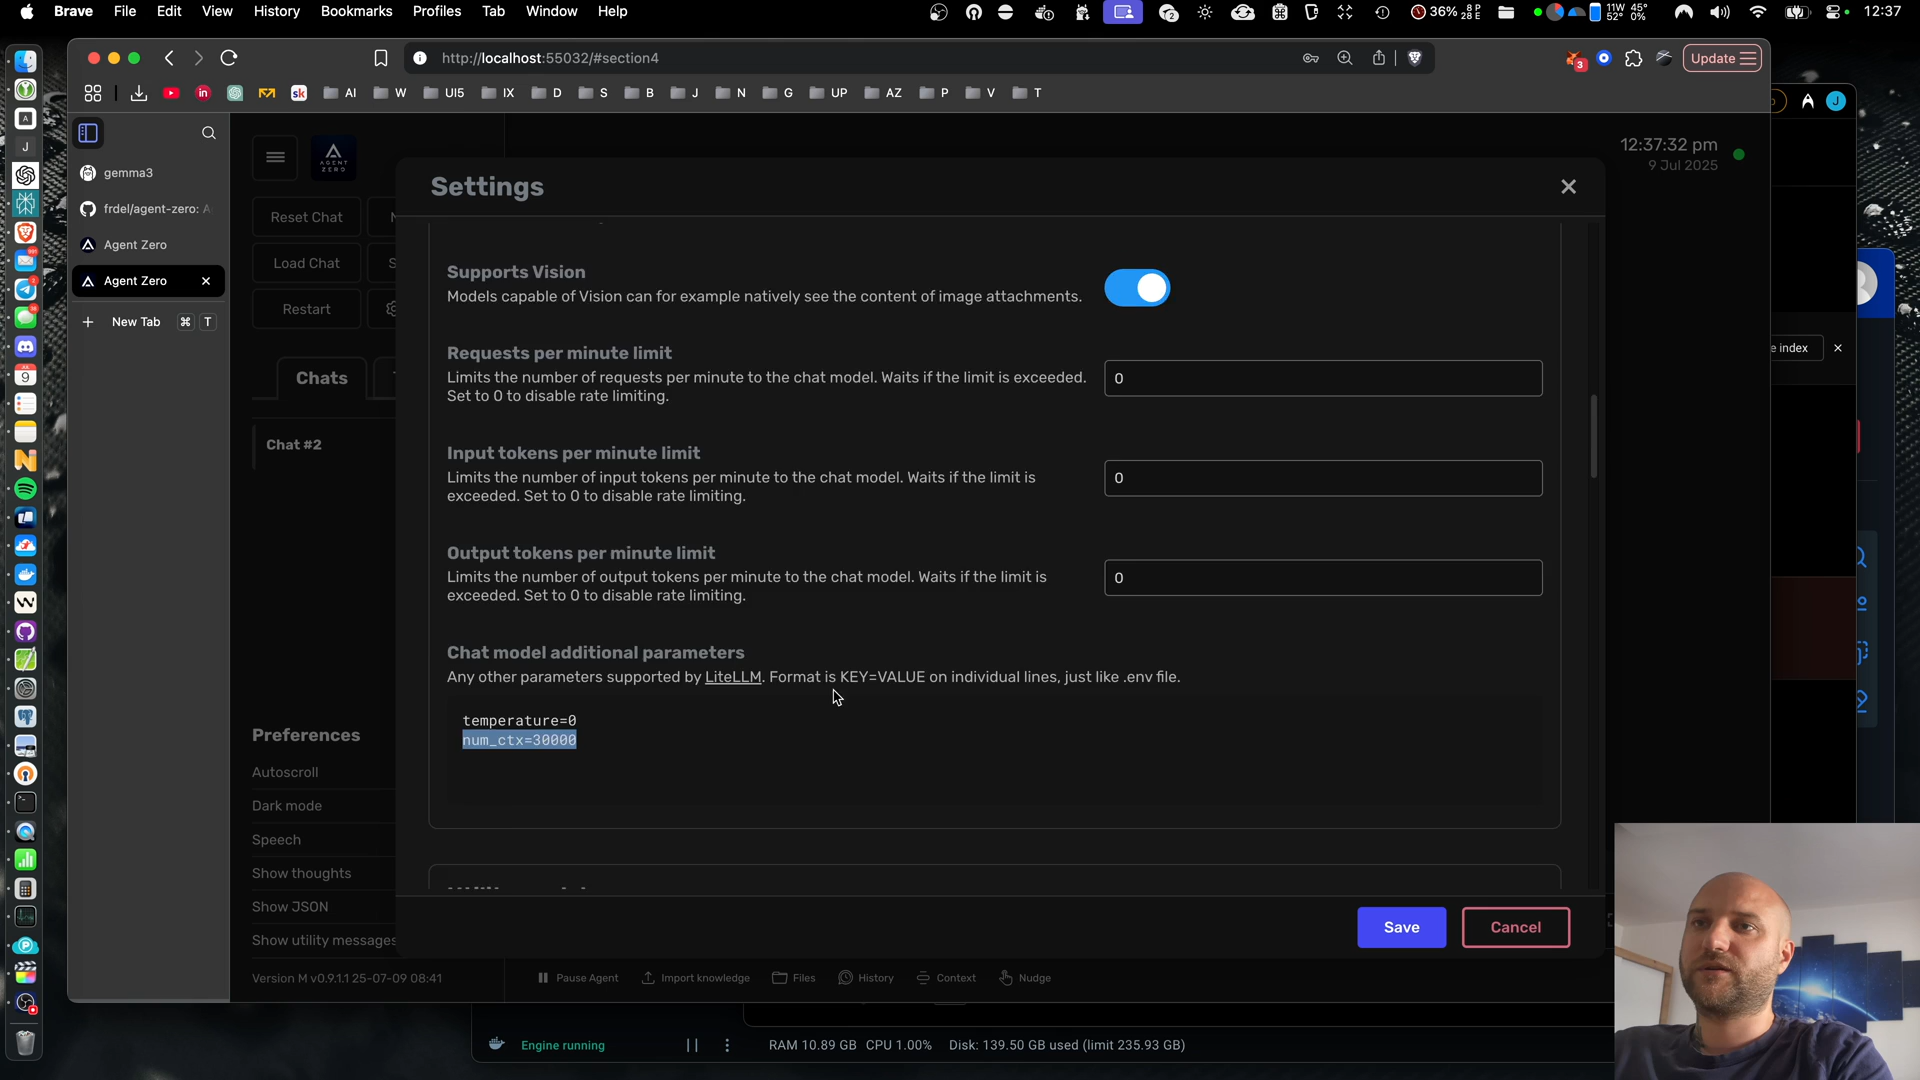 Brave File Edit View History Bookmarks Profiles Tab Window Help
2 36% 8 P 28 E 11W 52° 45° 0% 12:37
http://localhost:55032/#section4
3 Update
AI W UI5 IX D S B J N G UP AZ P V T
gemma3
frdel/agent-zero: A
Agent Zero
Agent Zero
New Tab ⌘ T
AGENT ZERO
Reset Chat
Load Chat
Restart
Chats
Chat #2
Preferences
Autoscroll
Dark mode
Speech
Show thoughts
Show JSON
Show utility messages
Version M v0.9.1.1 25-07-09 08:41
12:37:32 pm
9 Jul 2025
Settings
Supports Vision
Models capable of Vision can for example natively see the content of image attachments.
Requests per minute limit
Limits the number of requests per minute to the chat model. Waits if the limit is exceeded.
Set to 0 to disable rate limiting.
0
Input tokens per minute limit
Limits the number of input tokens per minute to the chat model. Waits if the limit is
exceeded. Set to 0 to disable rate limiting.
0
Output tokens per minute limit
Limits the number of output tokens per minute to the chat model. Waits if the limit is
exceeded. Set to 0 to disable rate limiting.
0
Chat model additional parameters
Any other parameters supported by LiteLLM. Format is KEY=VALUE on individual lines, just like .env file.
temperature=0
num_ctx=30000
Save Cancel
Pause Agent Import knowledge Files History Context Nudge
Engine running RAM 10.89 GB CPU 1.00% Disk: 139.50 GB used (limit 235.93 GB)
J
e index